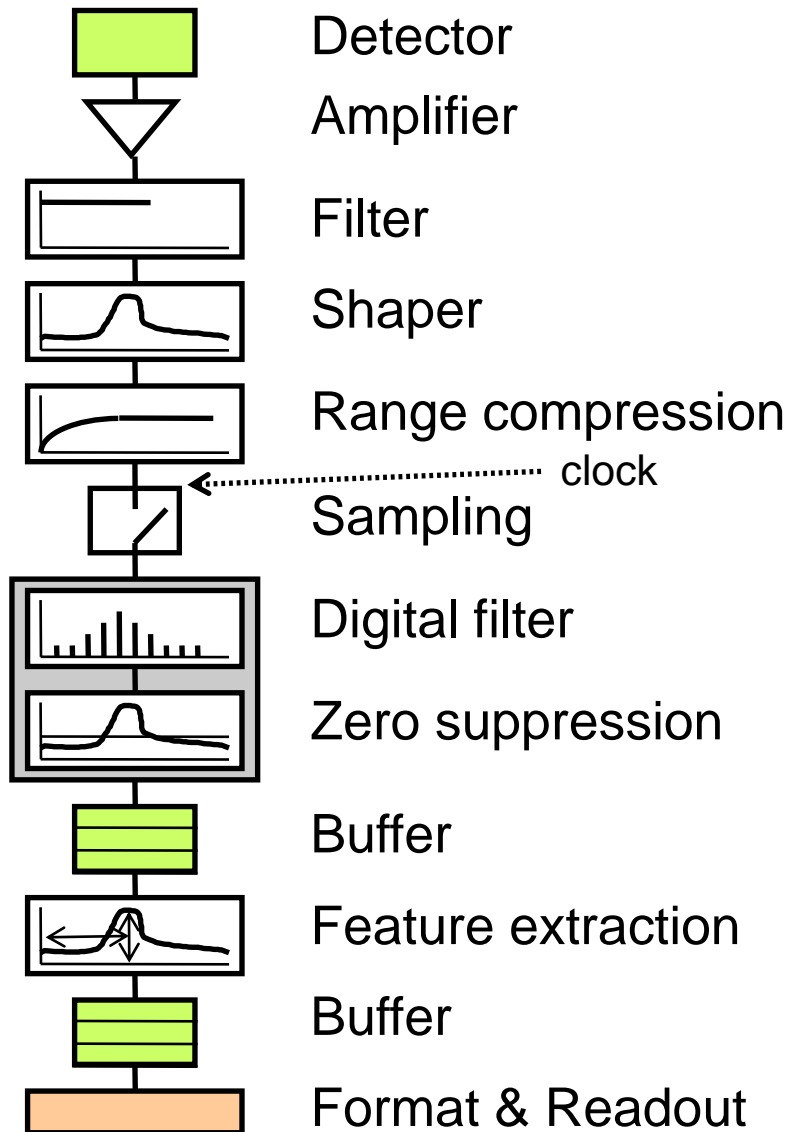 Detector
Amplifier
Filter
Shaper
Range compression
clock
Sampling
Digital filter
Zero suppression
Buffer
Feature extraction
Buffer
Format & Readout